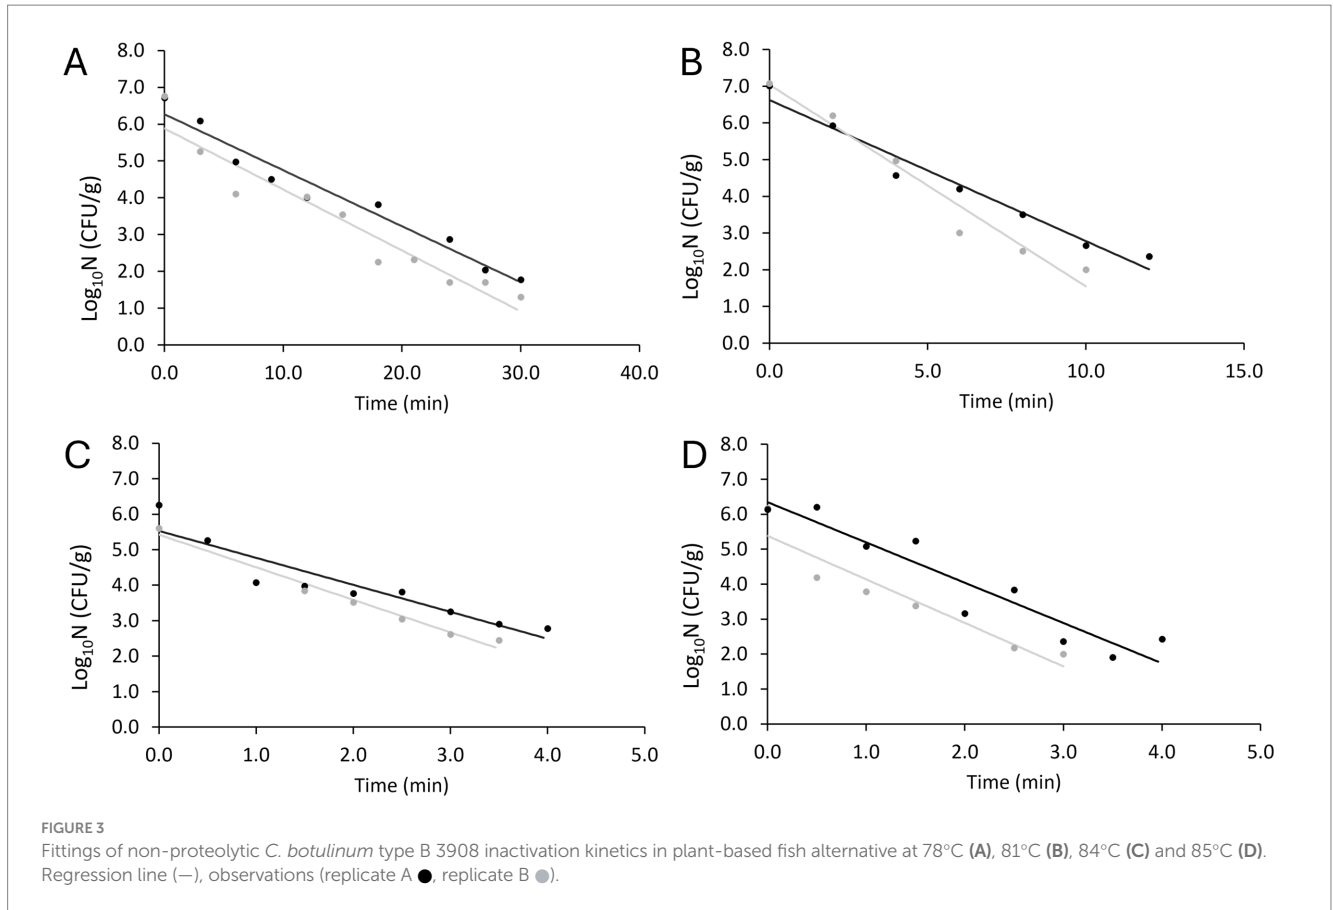 A
8.0
7.0
6.0
5.0
4.0
3.0
2.0
1.0
0.0
Log₁₀N (CFU/g)
0.0 10.0 20.0 30.0 40.0
Time (min)
B
8.0
7.0
6.0
5.0
4.0
3.0
2.0
1.0
0.0
Log₁₀N (CFU/g)
0.0 5.0 10.0 15.0
Time (min)
C
8.0
7.0
6.0
5.0
4.0
3.0
2.0
1.0
0.0
Log₁₀N (CFU/g)
0.0 1.0 2.0 3.0 4.0 5.0
Time (min)
D
8.0
7.0
6.0
5.0
4.0
3.0
2.0
1.0
0.0
Log₁₀N (CFU/g)
0.0 1.0 2.0 3.0 4.0 5.0
Time (min)
FIGURE 3
Fittings of non-proteolytic C. botulinum type B 3908 inactivation kinetics in plant-based fish alternative at 78°C (A), 81°C (B), 84°C (C) and 85°C (D).
Regression line (—), observations (replicate A ●, replicate B ●).